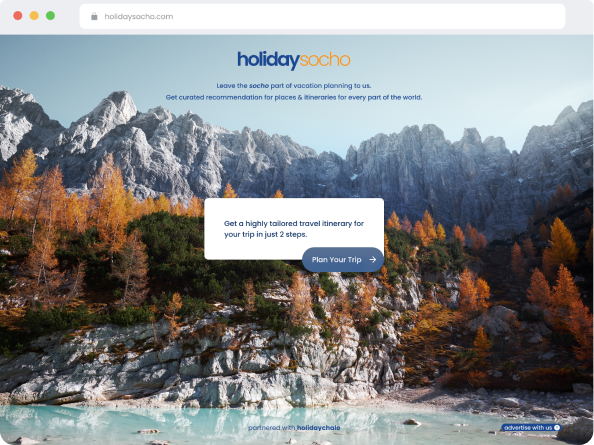 holidaysocho.com
holidaysocho
Leave the socho part of vacation planning to us.
Get curated recommendation for places & itineraries for every part of the world.
Get a highly tailored travel itinerary for
your trip in just 2 steps.
Plan Your Trip
partnered with holidaychale
advertise with us